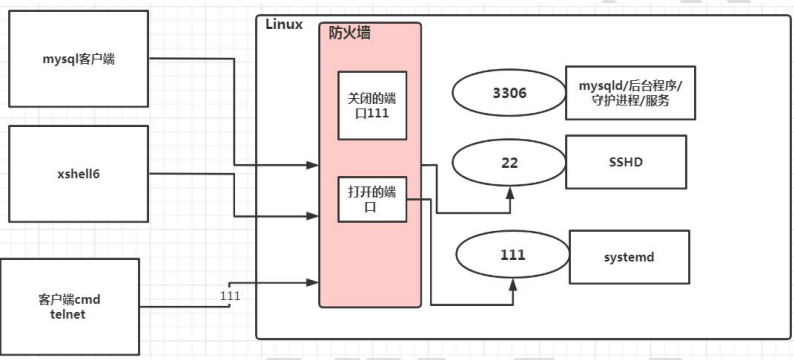 Linux
防火墙
mysql客户端
关闭的端
口111
3306
mysqld/后台程序/
守护进程/服务
22
SSHD
xshell6
打开的端
口
111
systemd
客户端cmd
telnet
111